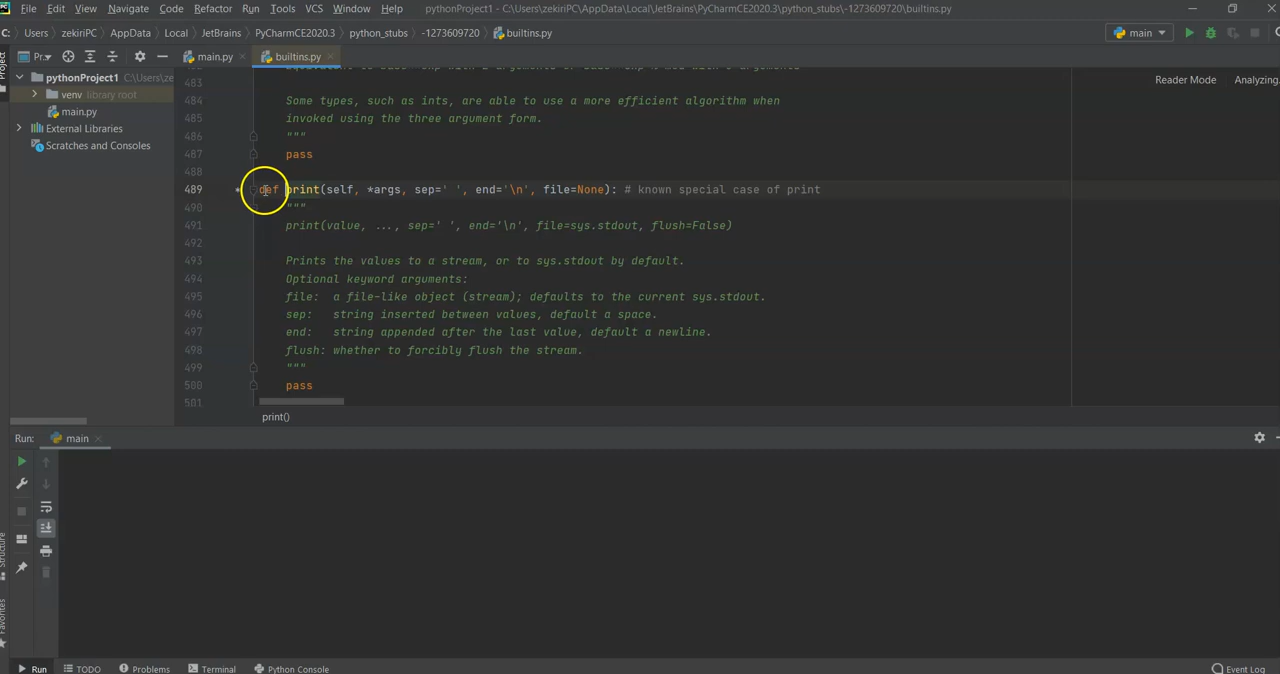 PC File Edit View Navigate Code Refactor Run Tools VCS Window Help pythonProject1 - C:\Users\zekiriPC\AppData\Local\JetBrains\PyCharmCE2020.3\python_stubs\-1273609720\builtins.py
C: Users zekiriPC AppData Local JetBrains PyCharmCE2020.3 python_stubs -1273609720 builtins.py main
Project Pr... main.py builtins.py
pythonProject1 C:\Users\ze
venv library root
main.py
External Libraries
Scratches and Consoles
Reader Mode Analyzing...
483
484 Some types, such as ints, are able to use a more efficient algorithm when
485 invoked using the three argument form.
486 """
487 pass
488
489 * def print(self, *args, sep=' ', end='\n', file=None): # known special case of print
490 """
491 print(value, ..., sep=' ', end='\n', file=sys.stdout, flush=False)
492
493 Prints the values to a stream, or to sys.stdout by default.
494 Optional keyword arguments:
495 file: a file-like object (stream); defaults to the current sys.stdout.
496 sep: string inserted between values, default a space.
497 end: string appended after the last value, default a newline.
498 flush: whether to forcibly flush the stream.
499 """
500 pass
501
print()
Run: main
Structure
Favorites
Run TODO Problems Terminal Python Console Event Log